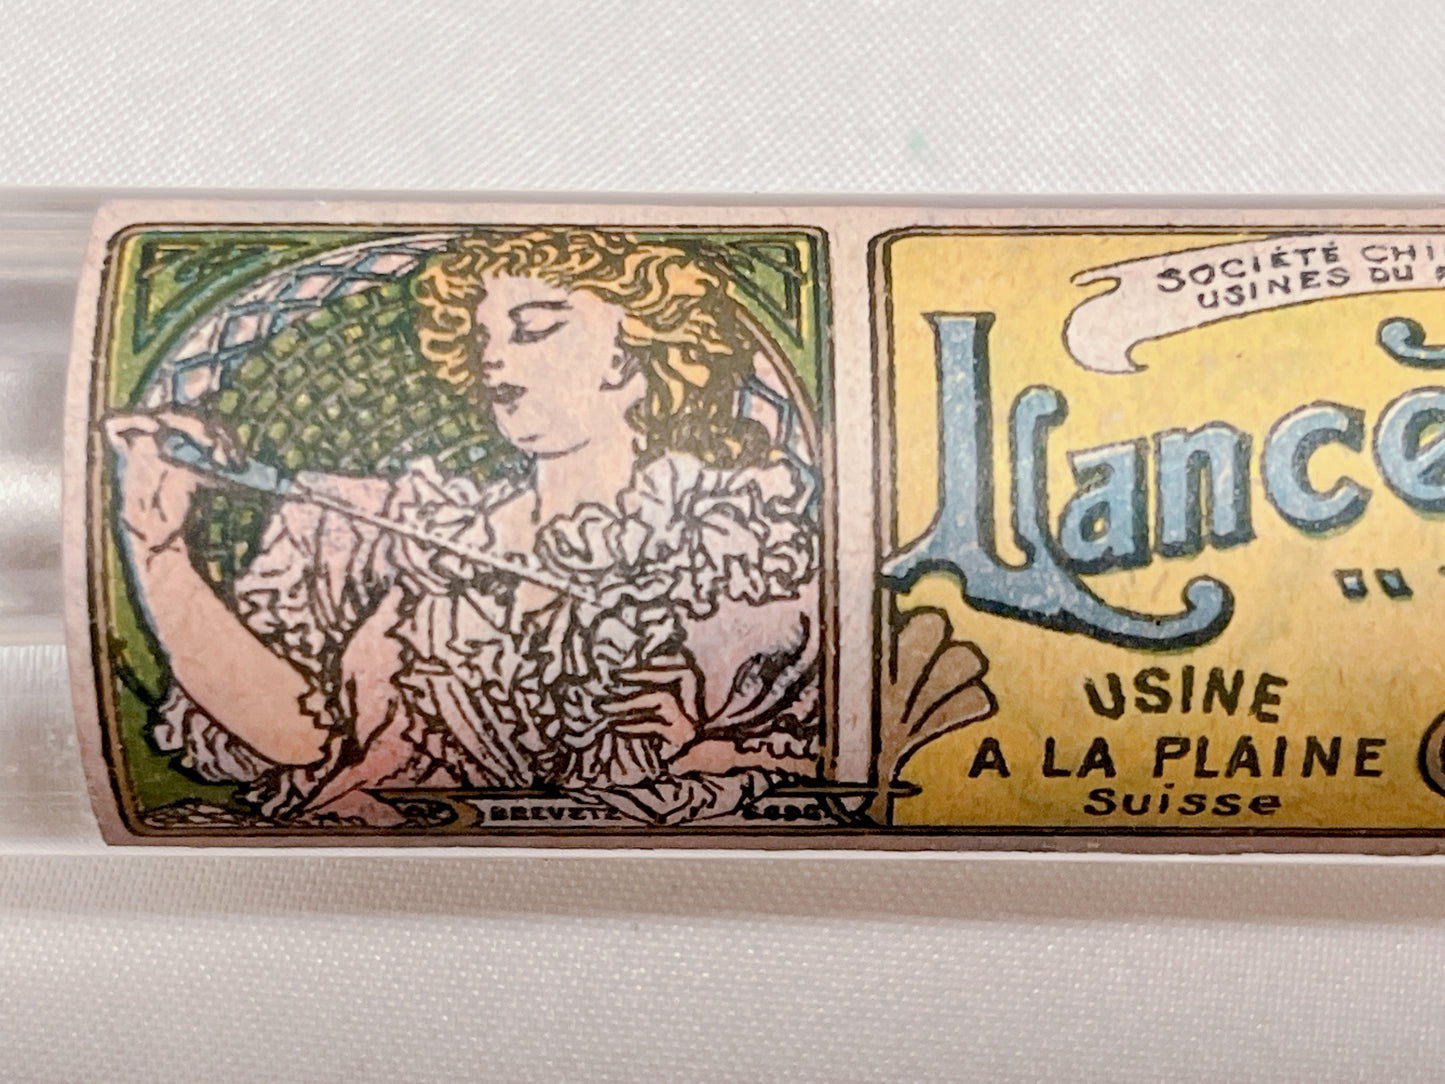 SOCIÉTÉ CHI
USINES DU
Lance
USINE
A LA PLAINE
Suisse
BREVETÉ